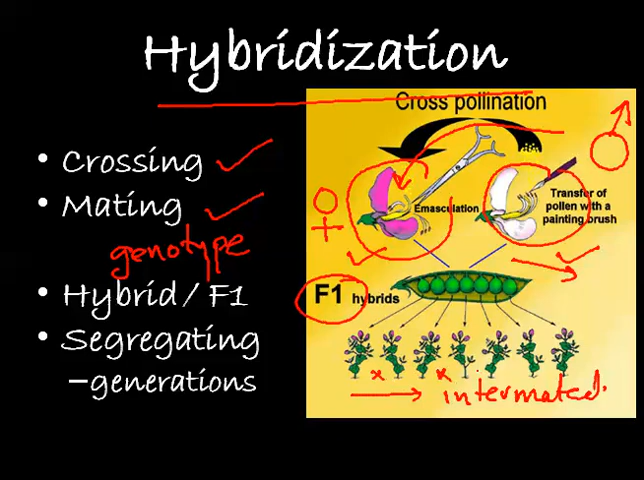 Hybridization
• Crossing
• Mating
genotype
• Hybrid / F1
• Segregating
–generations
Cross pollination
♂
♀
Emasculation
Transfer of
pollen with a
painting brush
F1 hybrids
x x intermated.